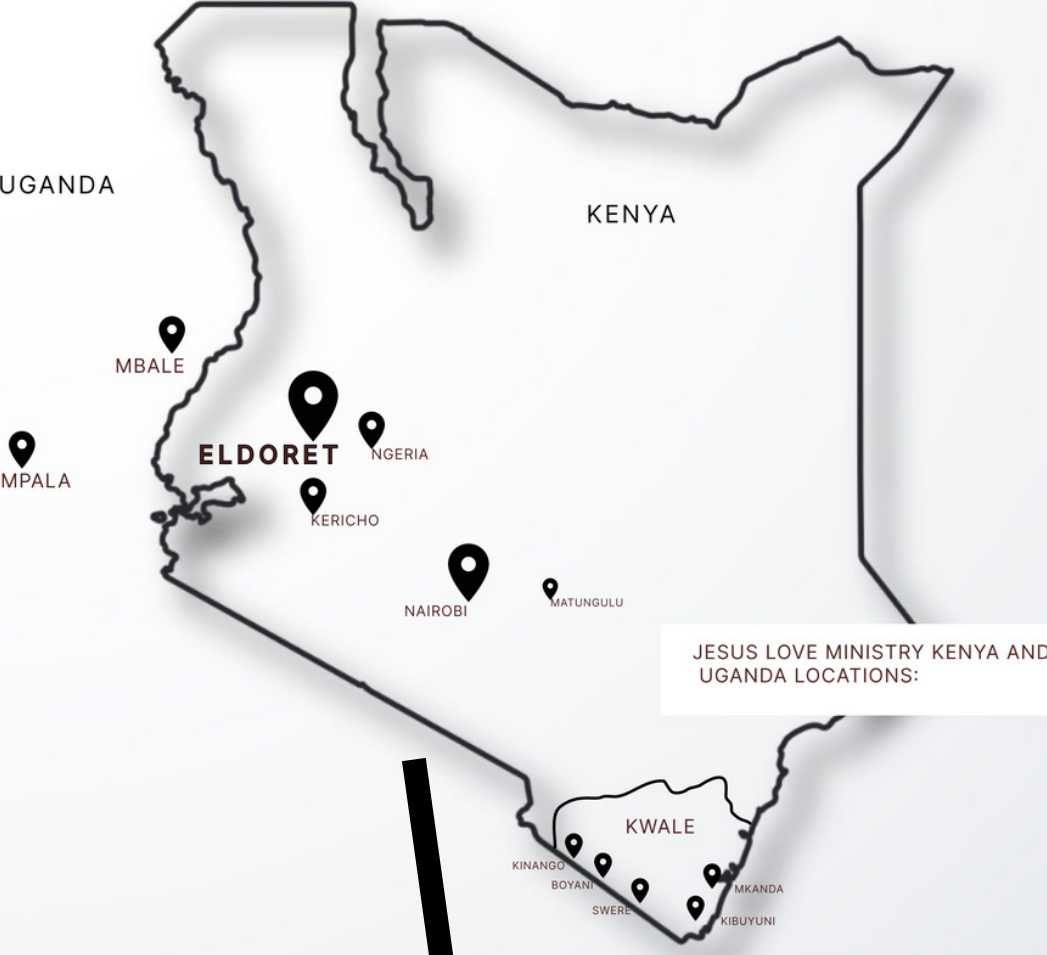 UGANDA
KENYA
MBALE
ELDORET
NGERIA
MPALA
KERICHO
NAIROBI
MATUNGULU
JESUS LOVE MINISTRY KENYA AND
UGANDA LOCATIONS:
KWALE
KINANGO
BOYANI
MKANDA
SWERE
KIBUYUNI